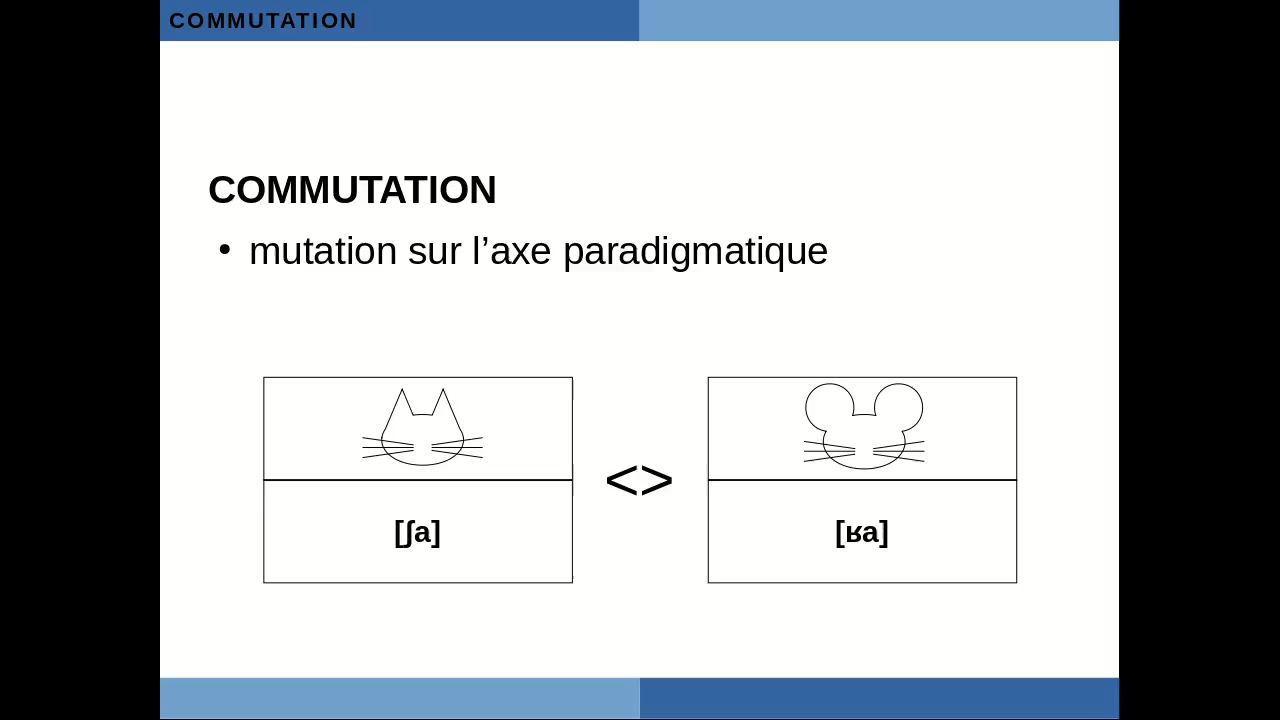 COMMUTATION
COMMUTATION
• mutation sur l’axe paradigmatique
<>
[ʃa]
[ʁa]